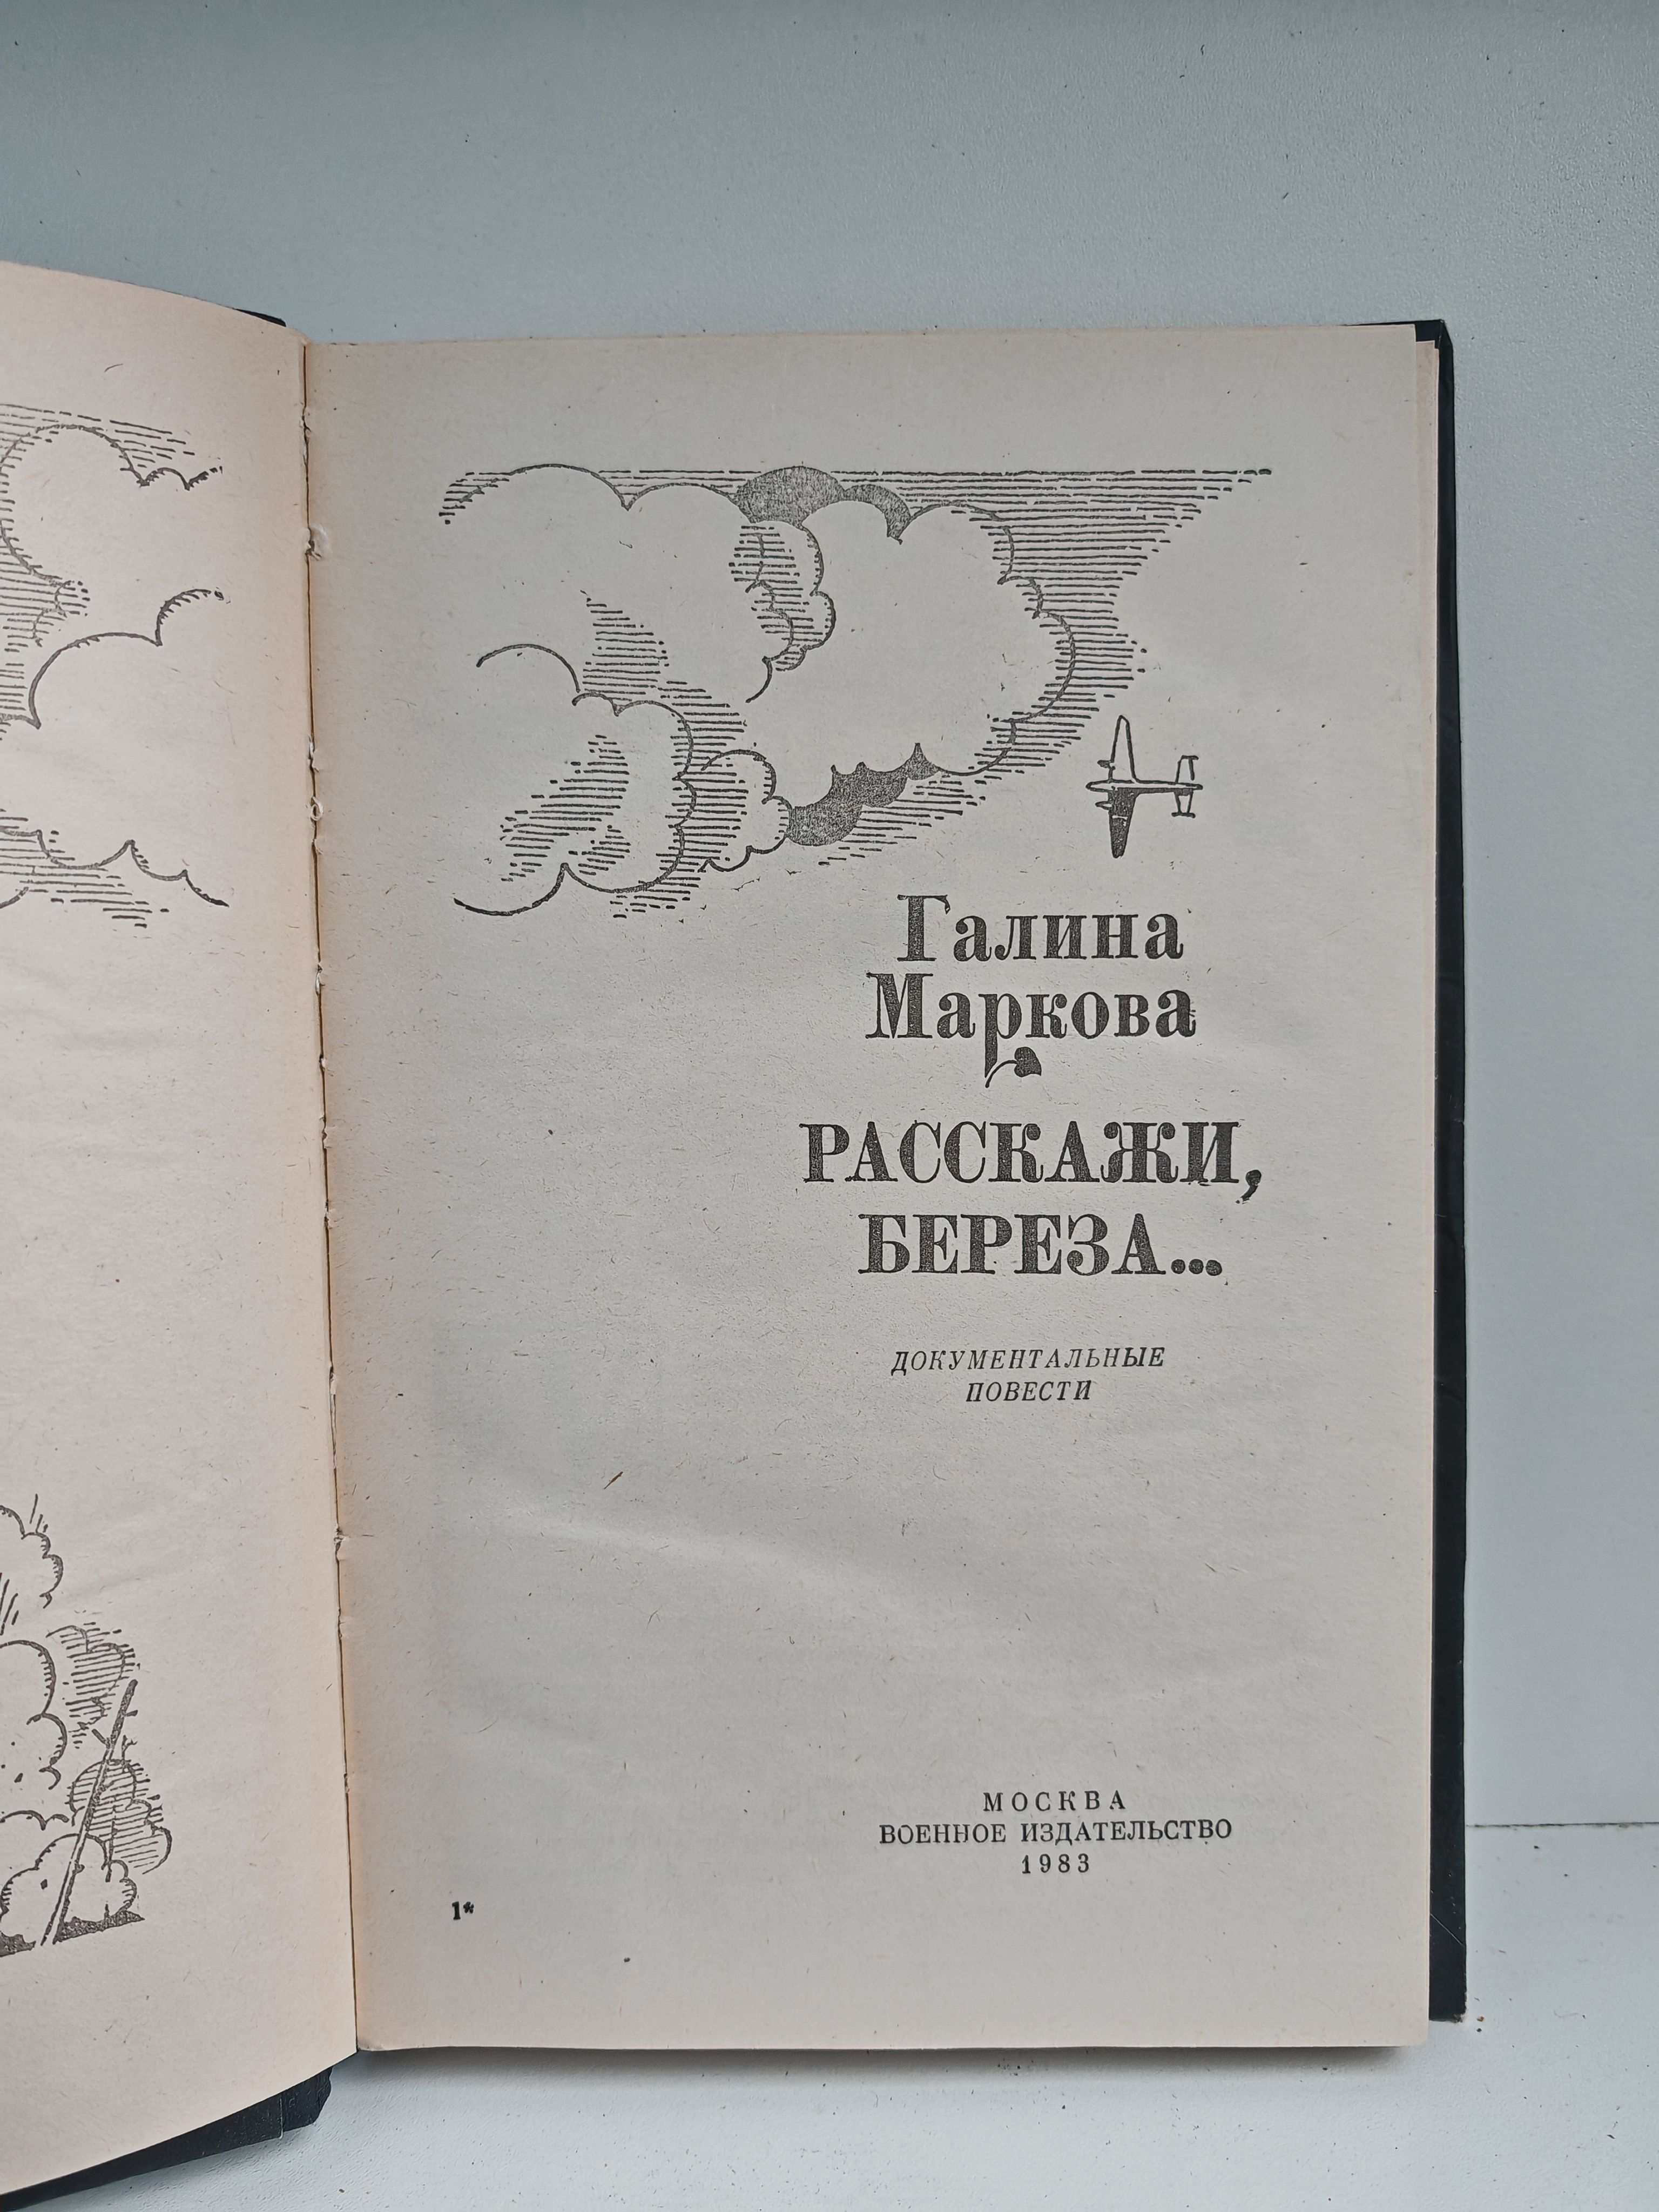 Галина
Маркова
РАССКАЖИ,
БЕРЕЗА...
ДОКУМЕНТАЛЬНЫЕ
ПОВЕСТИ
МОСКВА
ВОЕННОЕ ИЗДАТЕЛЬСТВО
1983
1*